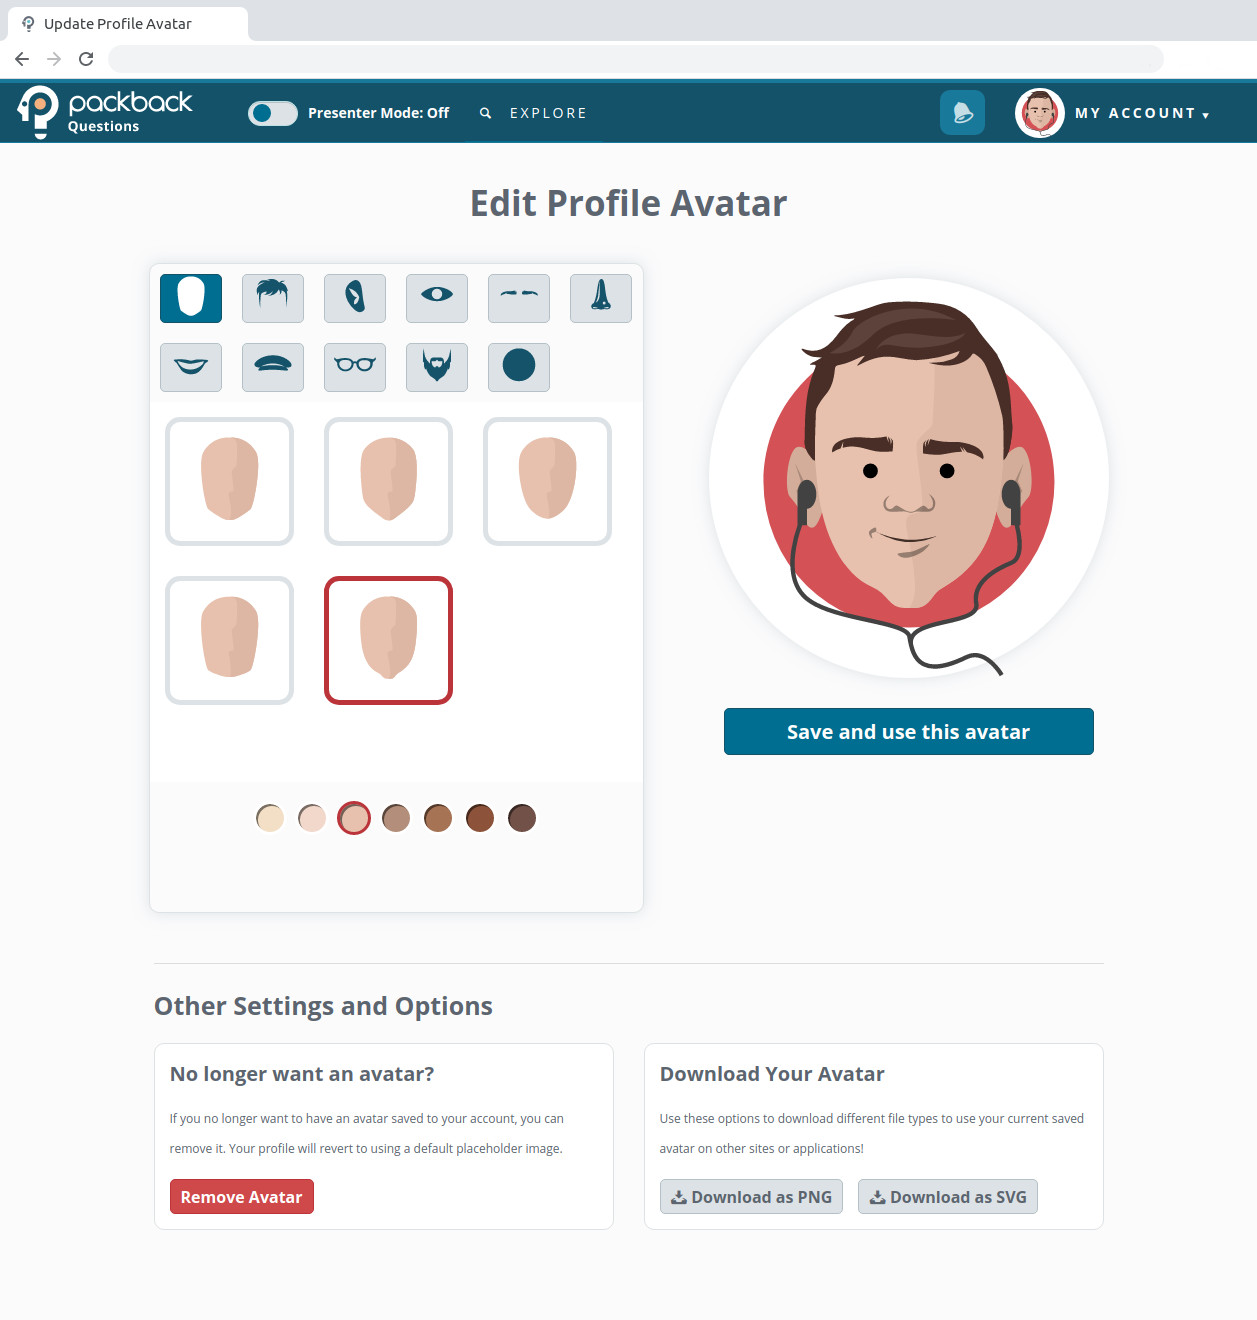 Update Profile Avatar
packback
Questions
Presenter Mode: Off
EXPLORE
MY ACCOUNT
Edit Profile Avatar
Save and use this avatar
Other Settings and Options
No longer want an avatar?
If you no longer want to have an avatar saved to your account, you can
remove it. Your profile will revert to using a default placeholder image.
Remove Avatar
Download Your Avatar
Use these options to download different file types to use your current saved
avatar on other sites or applications!
Download as PNG
Download as SVG